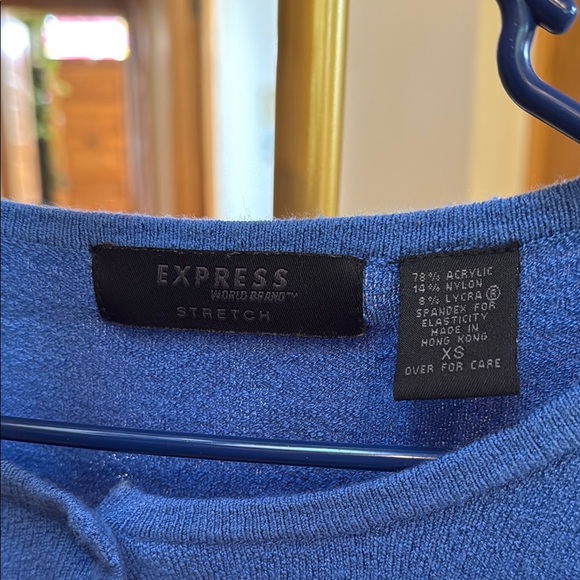 EXPRESS
WORLD BRAND™
STRETCH
78% ACRYLIC
14% NYLON
8% LYCRA®
SPANDEX FOR
ELASTICITY
MADE IN
HONG KONG
XS
OVER FOR CARE